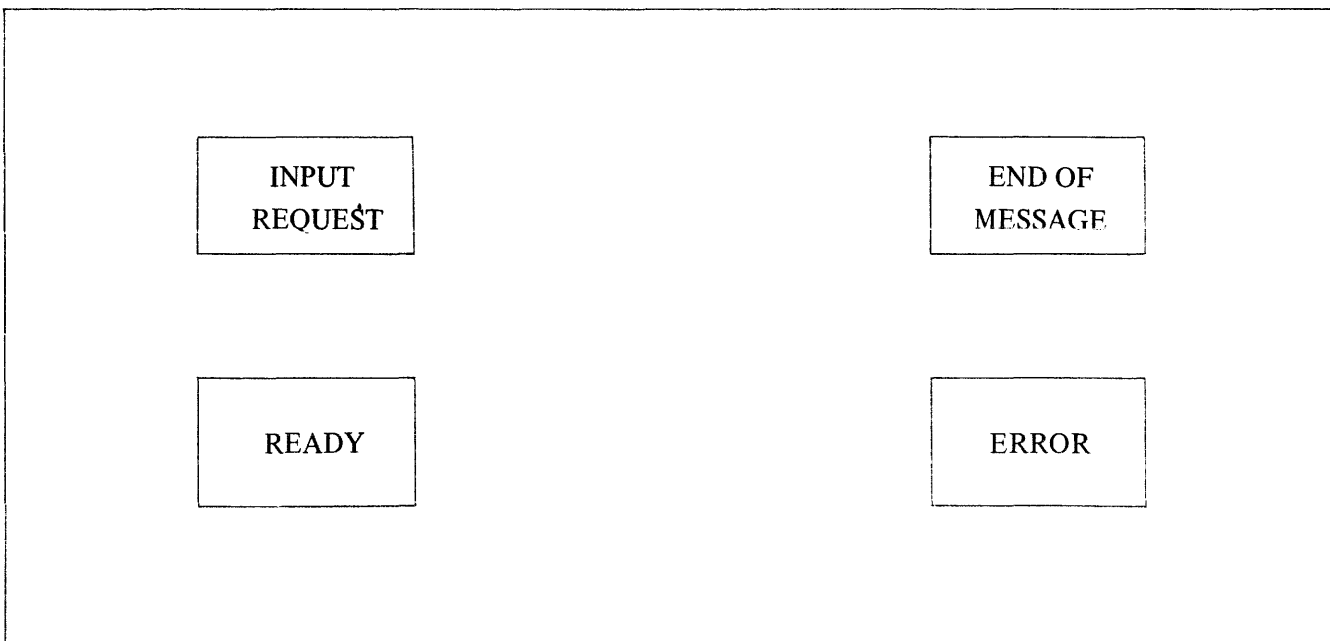 INPUT
REQUEST
END OF
MESSAGE
READY
ERROR